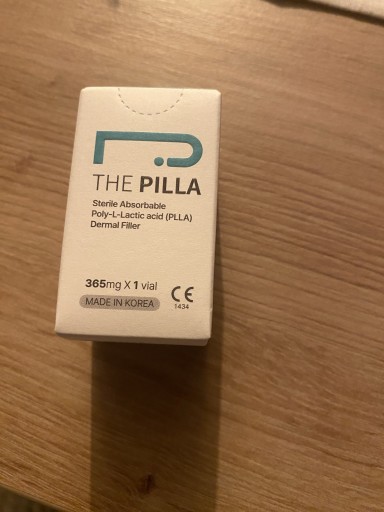 THE PILLA
Sterile Absorbable
Poly-L-Lactic acid (PLLA)
Dermal Filler
365mg X 1 vial
MADE IN KOREA
CE
1434